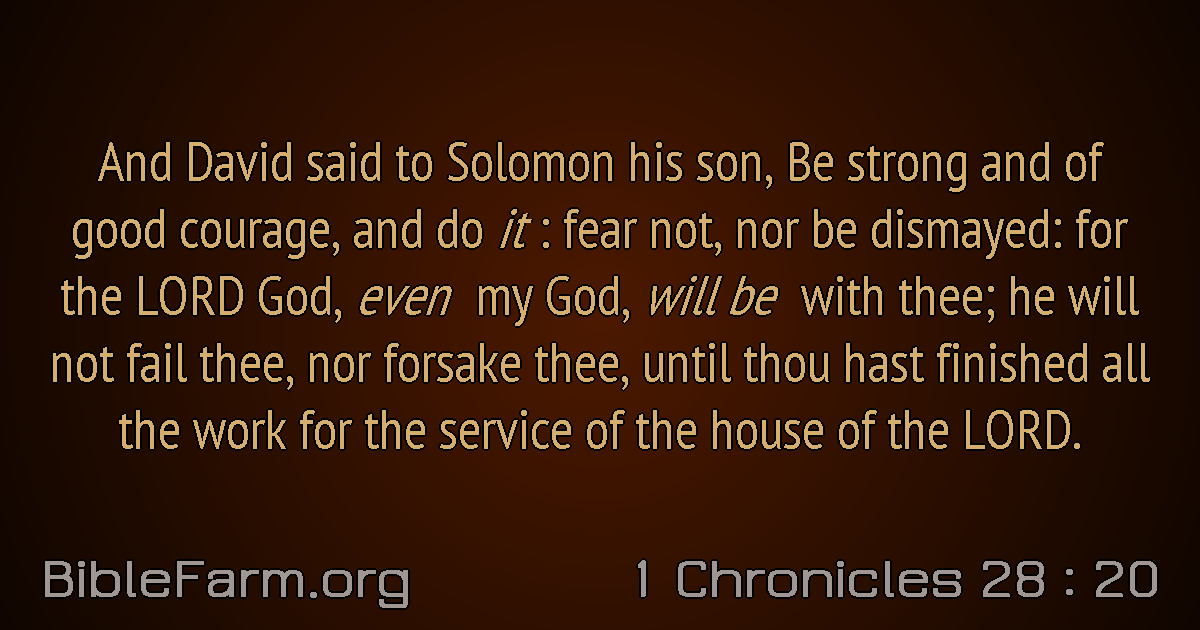 And David said to Solomon his son, Be strong and of
good courage, and do it : fear not, nor be dismayed: for
the LORD God, even my God, will be with thee; he will
not fail thee, nor forsake thee, until thou hast finished all
the work for the service of the house of the LORD.
BibleFarm.org
1 Chronicles 28 : 20